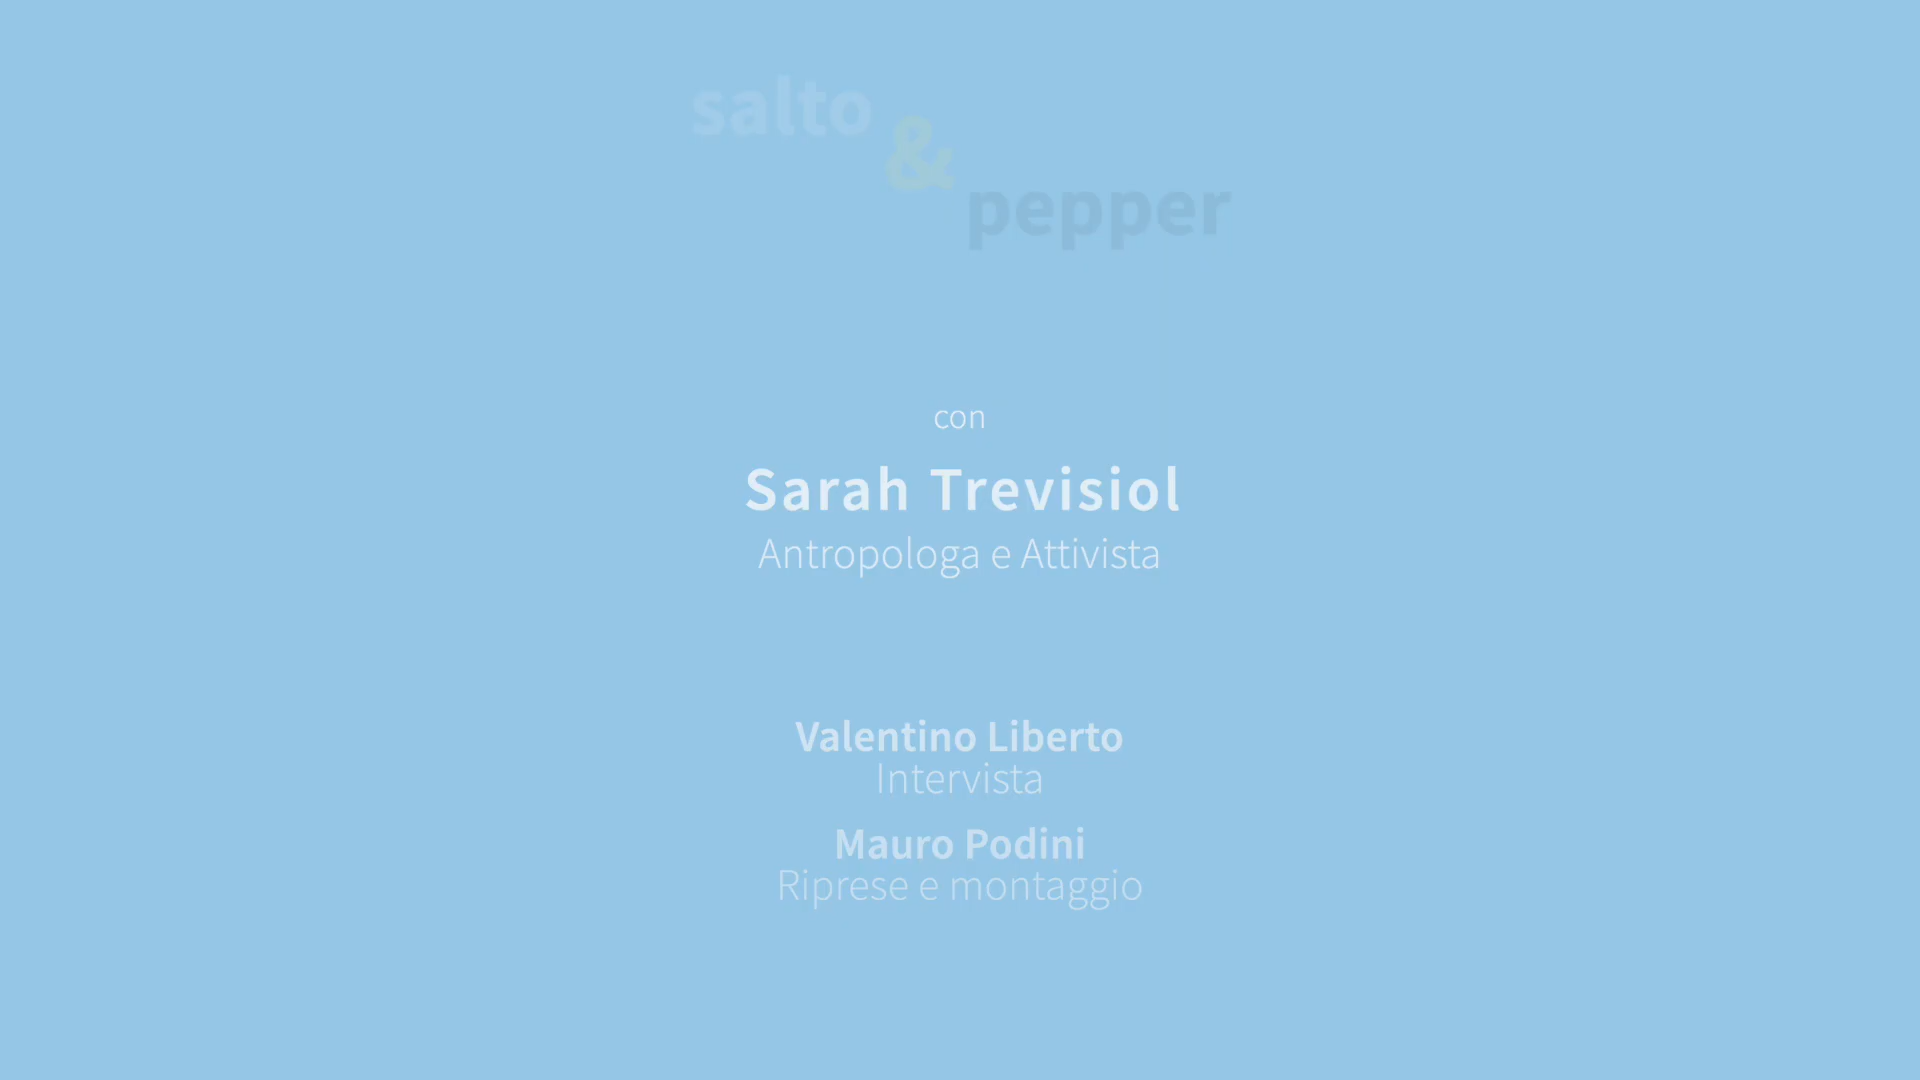 salto
&
pepper
con
Sarah Trevisiol
Antropologa e Attivista
Valentino Liberto
Intervista
Mauro Podini
Riprese e montaggio